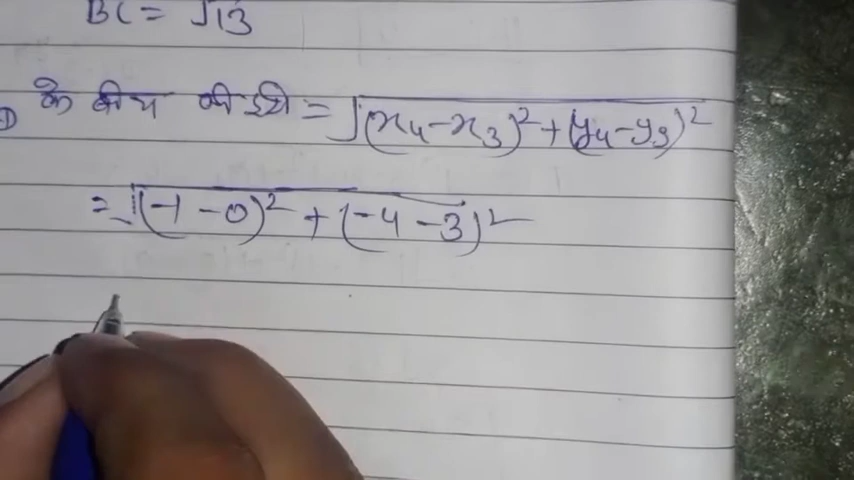 BC = √13
D के बीच की दूरी = √(x₄-x₃)²+(y₄-y₃)²
= √(-1-0)² + (-4-3)²